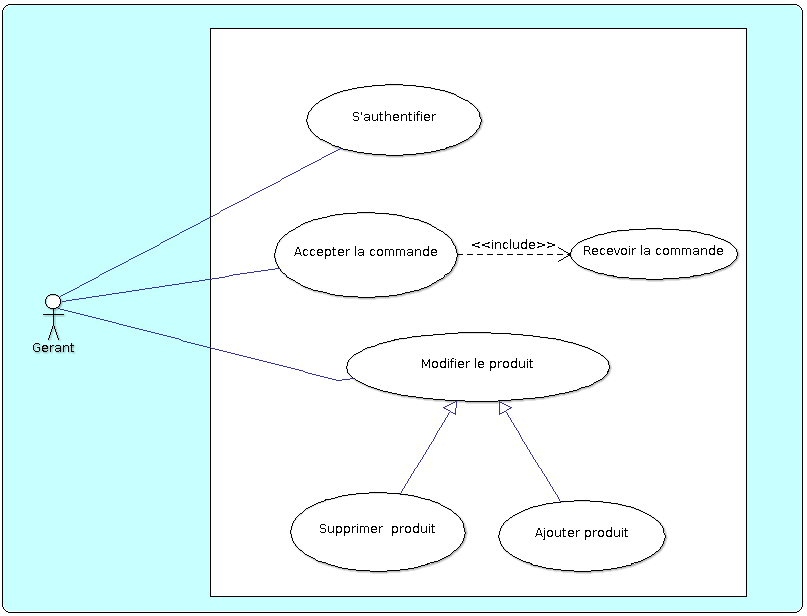 S'authentifier
Accepter la commande
<<include>>
Recevoir la commande
Gerant
Modifier le produit
Supprimer  produit
Ajouter produit